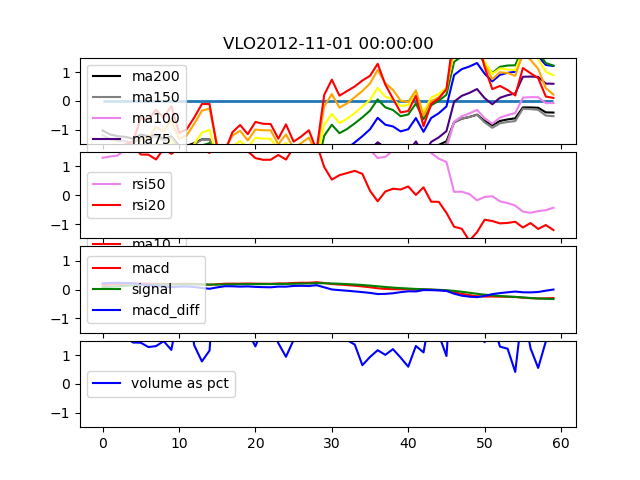 VLO2012-11-01 00:00:00
1
0
−1
ma200
ma150
ma100
ma75
1
0
−1
rsi50
rsi20
ma10
1
0
−1
macd
signal
macd_diff
1
0
−1
volume as pct
0 10 20 30 40 50 60